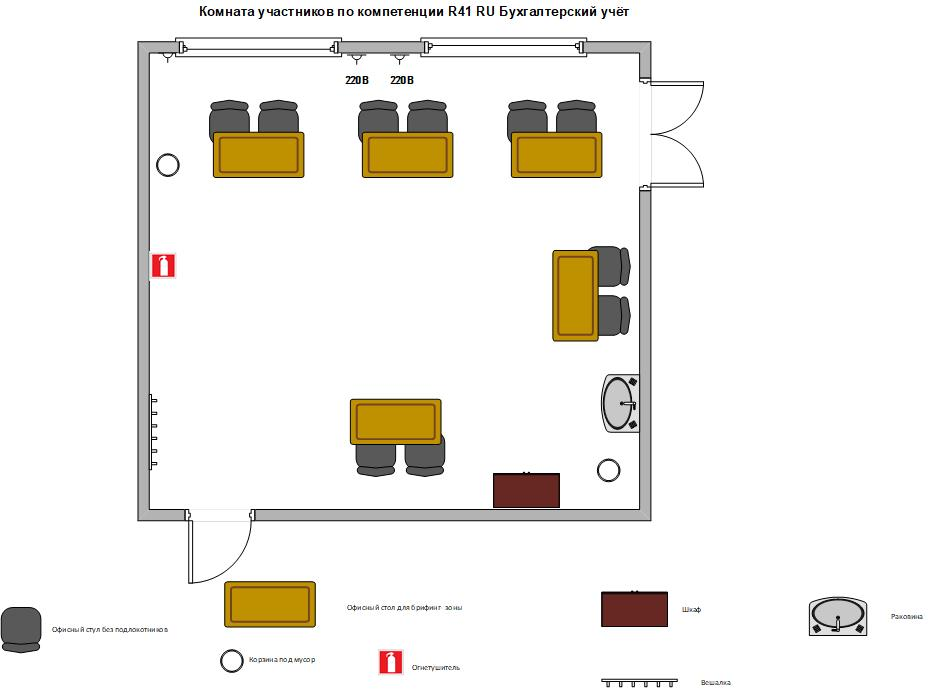 Комната участников по компетенции R41 RU Бухгалтерский учёт
220В 220В
Офисный стол для брифинг зоны
Шкаф
Раковина
Офисный стул без подлокотников
Корзина под мусор
Огнетушитель
Вешалка